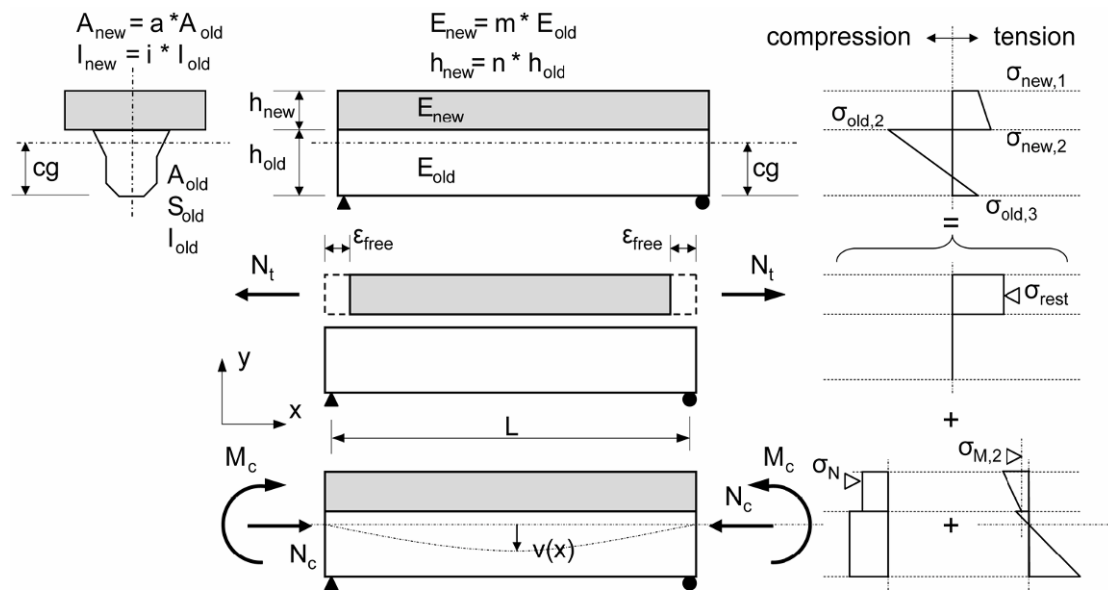 A_new = a * A_old
I_new = i * I_old
E_new = m * E_old
h_new = n * h_old
compression
tension
h_new
E_new
σ_new,1
σ_old,2
σ_new,2
cg
h_old
E_old
cg
A_old
S_old
I_old
σ_old,3
=
ε_free
ε_free
N_t
N_t
σ_rest
y
x
L
+
M_c
M_c
σ_N
σ_M,2
N_c
N_c
v(x)
+